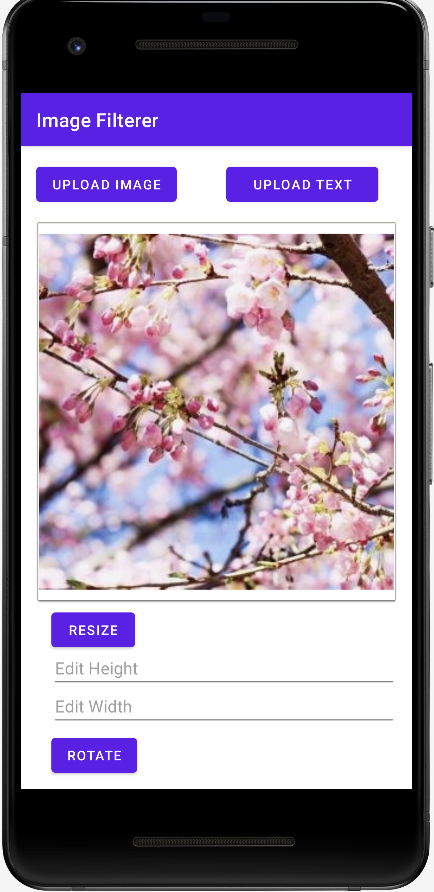 Image Filterer
UPLOAD IMAGE
UPLOAD TEXT
RESIZE
Edit Height
Edit Width
ROTATE